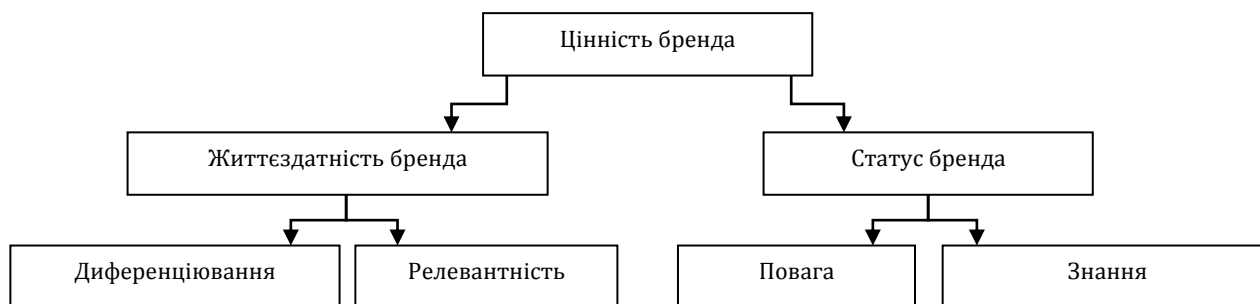 Цінність бренда
Життєздатність бренда
Статус бренда
Диференціювання
Релевантність
Повага
Знання